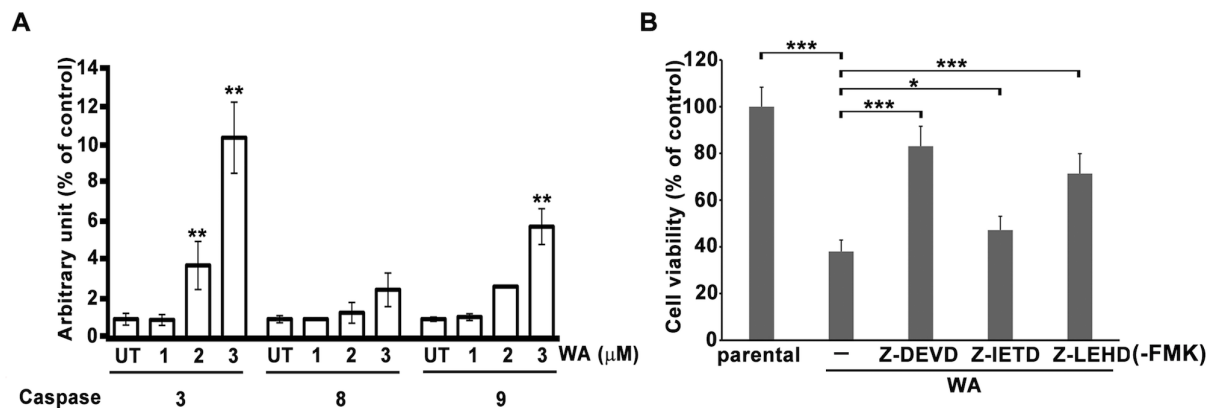 A
Arbitrary unit (% of control)
14
12
10
8
6
4
2
0
** ** **
UT 1 2 3 UT 1 2 3 UT 1 2 3 WA (μM)
Caspase 3 8 9
B
Cell viability (% of control)
120
100
80
60
40
20
0
***
***
*
***
parental – Z-DEVD Z-IETD Z-LEHD(-FMK)
WA